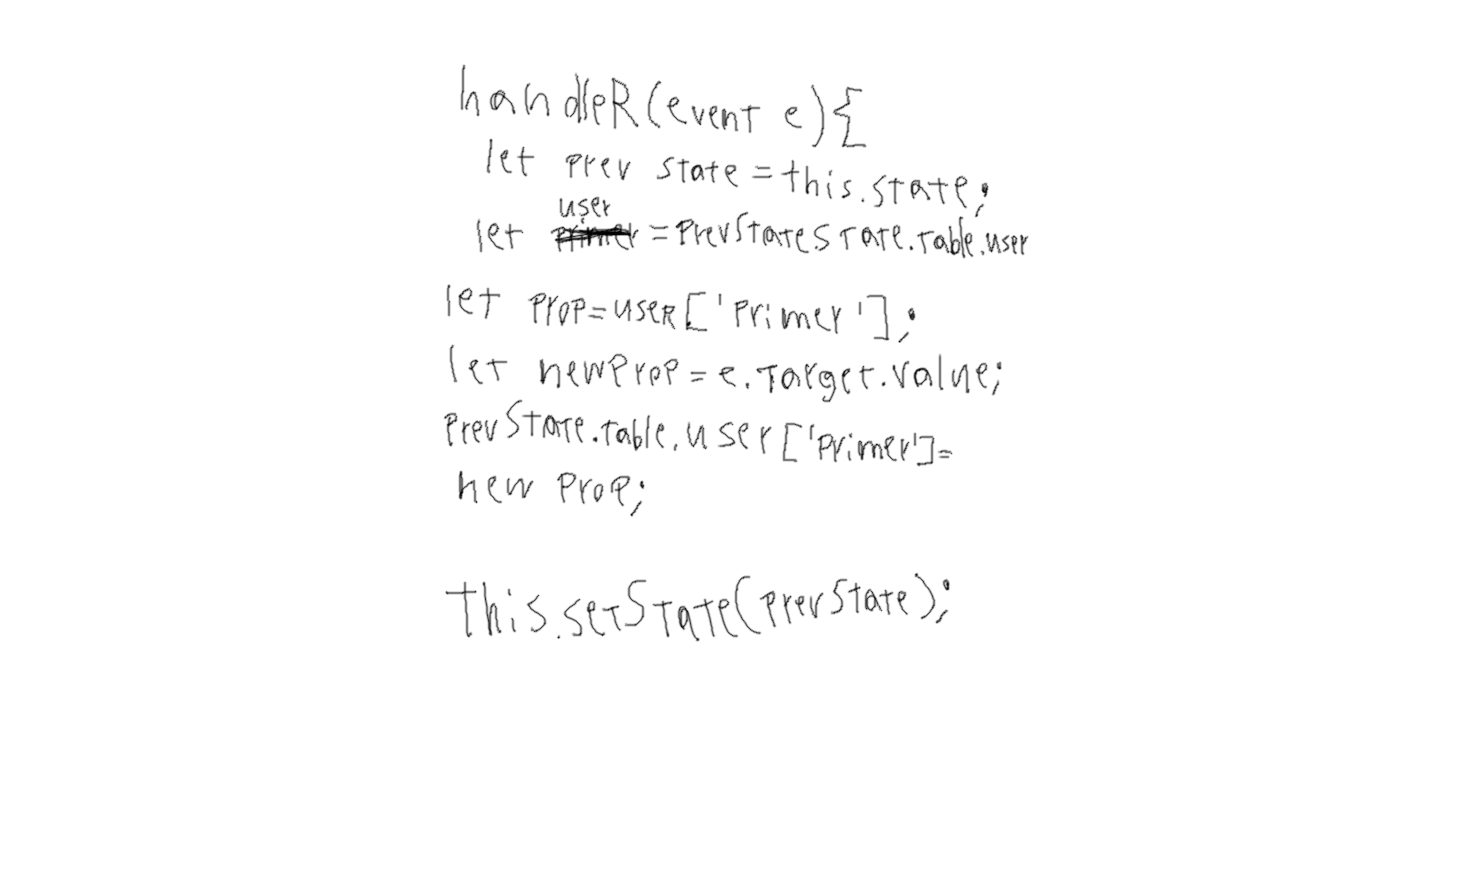 handleR(event e){
let prev state = this.state;
user
let primer = PrevStateState.table.user
let prop=useR['Primer'];
let newProp = e.Target.value;
PrevState.table.user['Primer']=
new Prop;
this.setState(prevState);